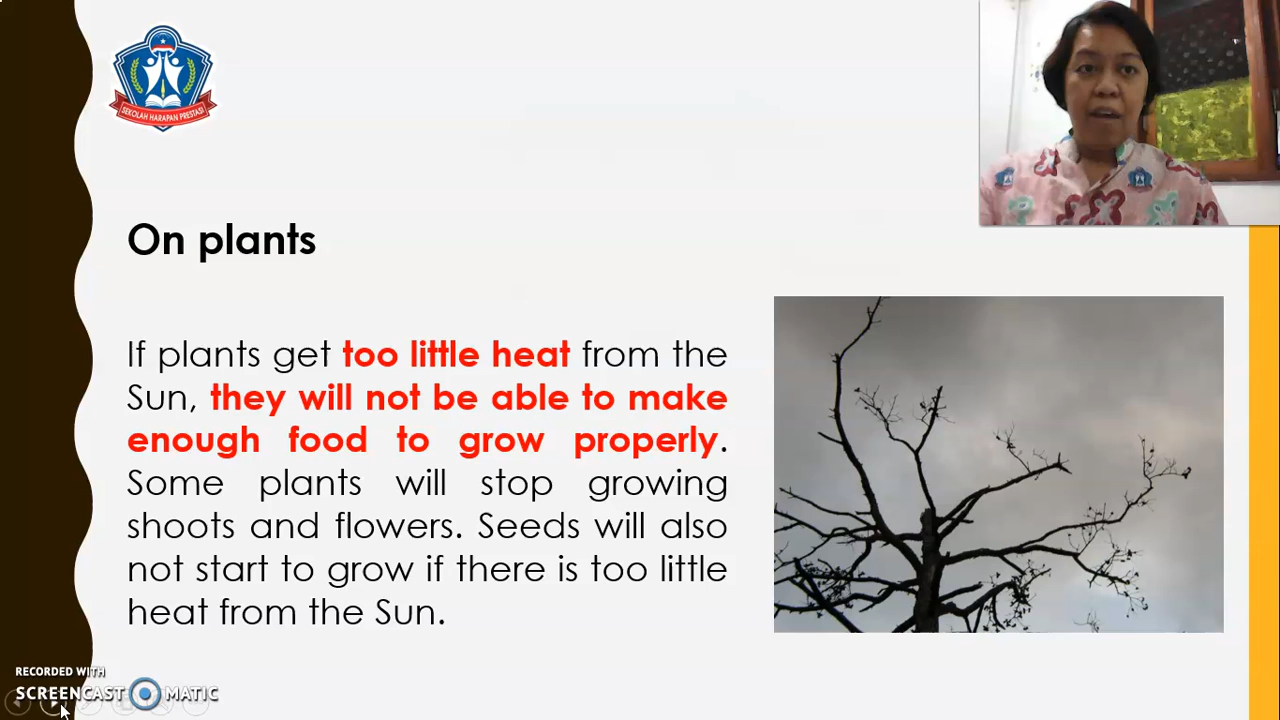 SEKOLAH HARAPAN PRESTASI
On plants
If plants get too little heat from the
Sun, they will not be able to make
enough food to grow properly.
Some plants will stop growing
shoots and flowers. Seeds will also
not start to grow if there is too little
heat from the Sun.
RECORDED WITH
SCREENCAST MATIC